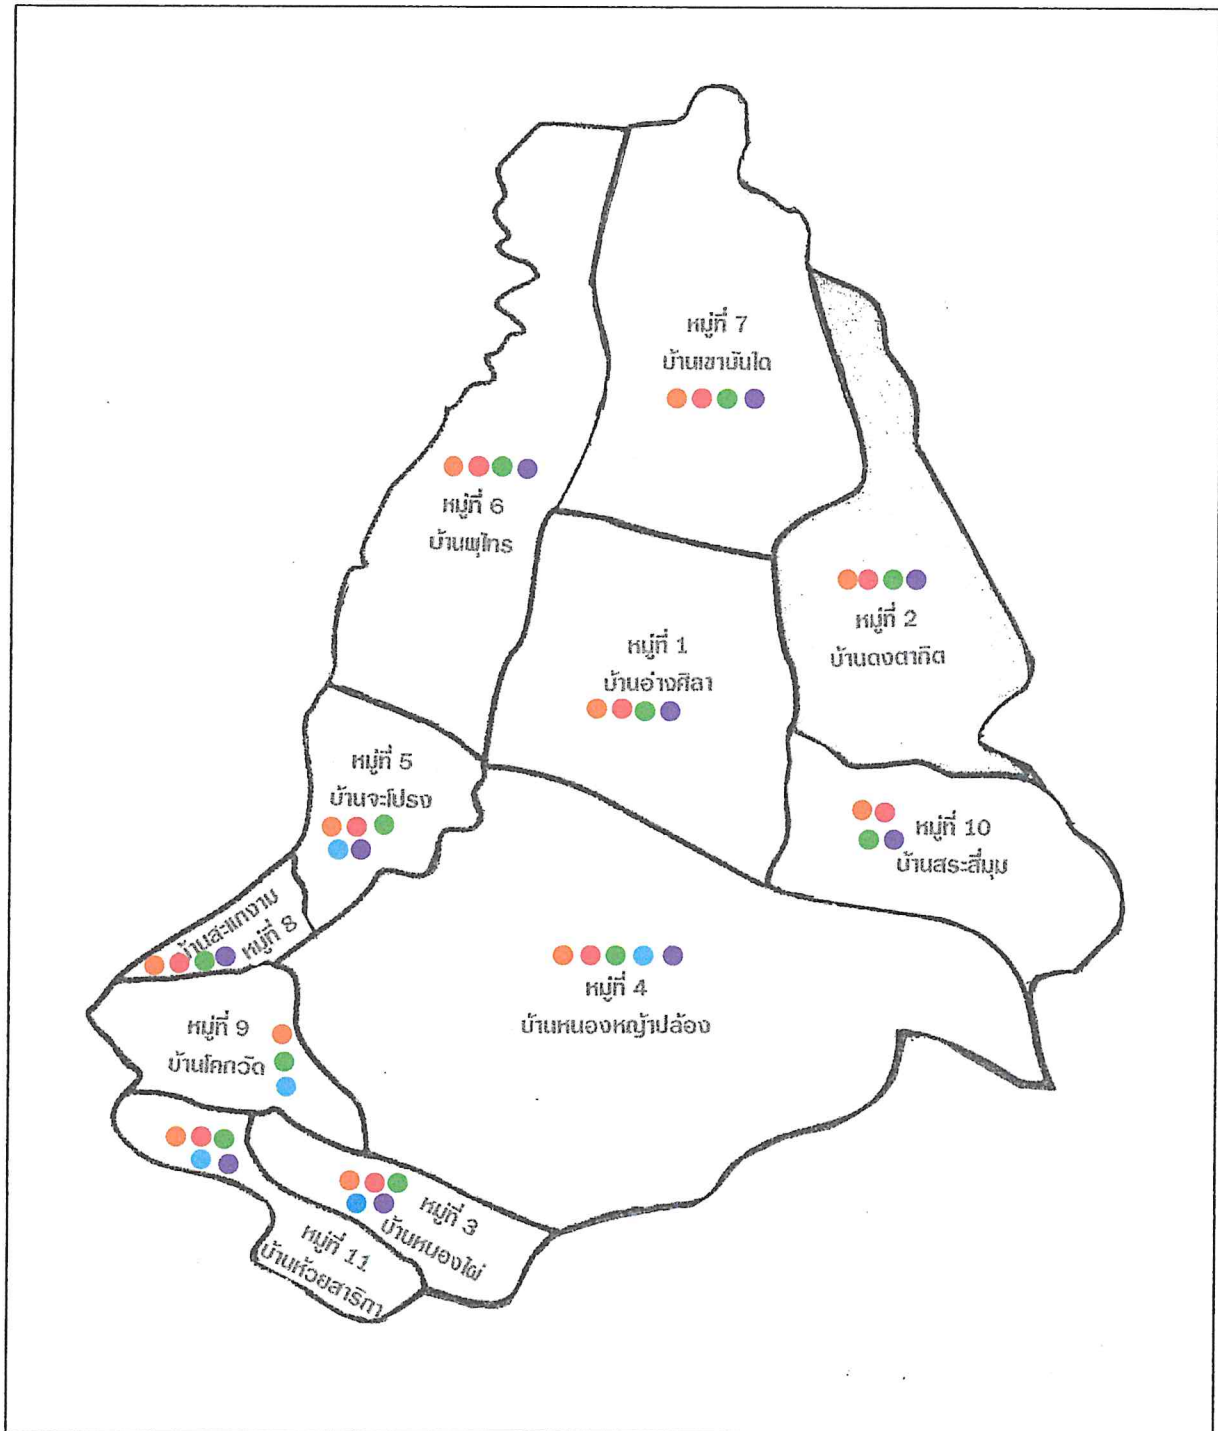 หมู่ที่ 7
บ้านเขาบันได
หมู่ที่ 6
บ้านพุไทร
หมู่ที่ 2
บ้านดงตากิต
หมู่ที่ 1
บ้านอ่างศิลา
หมู่ที่ 5
บ้านจะโปรง
หมู่ที่ 10
บ้านสระสี่มุม
บ้านสะแกงาม
หมู่ที่ 8
หมู่ที่ 4
บ้านหนองหญ้าปล้อง
หมู่ที่ 9
บ้านโคกวัด
หมู่ที่ 3
บ้านหนองไผ่
หมู่ที่ 11
บ้านห้วยสาริกา